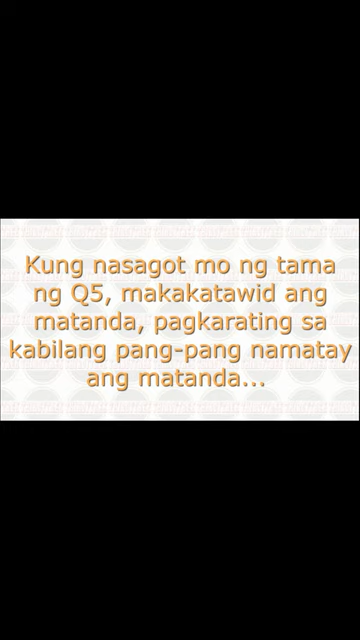 Kung nasagot mo ng tama
ng Q5, makakatawid ang
matanda, pagkarating sa
kabilang pang-pang namatay
ang matanda...